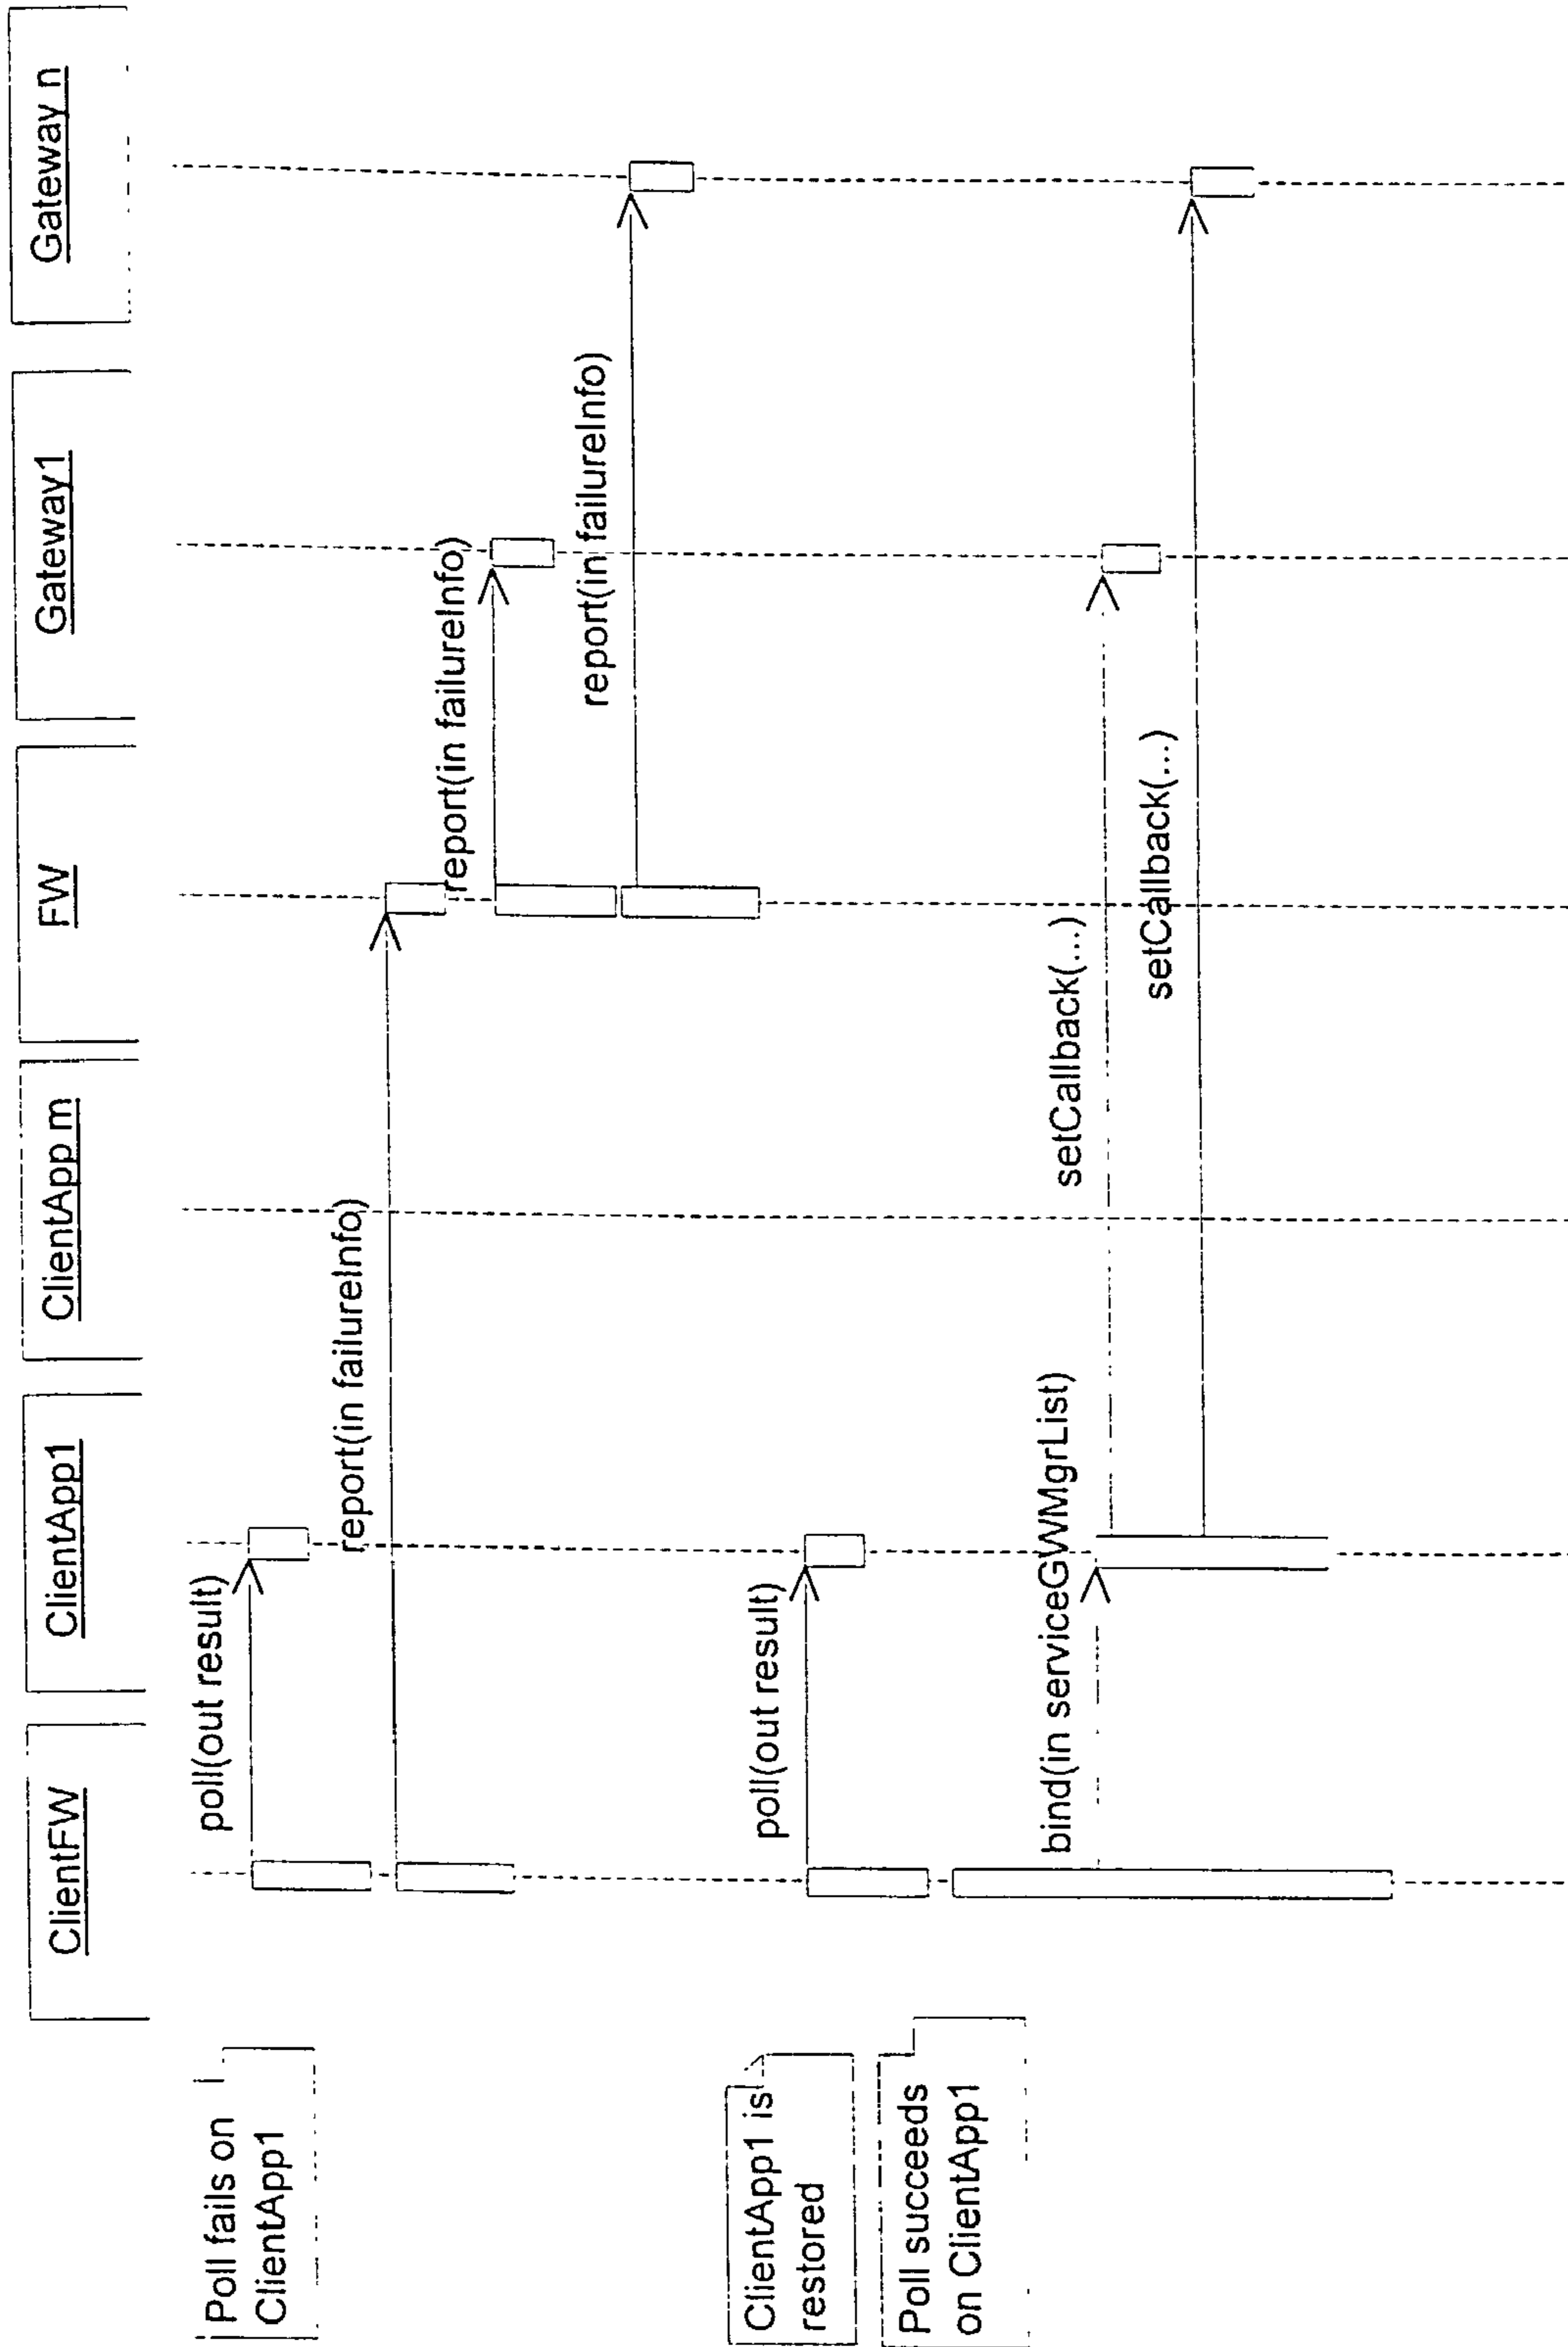 ClientFW
ClientApp1
ClientApp m
FW
Gateway1
Gateway n
Poll fails on
ClientApp1
poll(out result)
report(in failureInfo)
report(in failureInfo)
report(in failureInfo)
ClientApp1 is
restored
poll(out result)
Poll succeeds
on ClientApp1
bind(in serviceGWMgrList)
setCallback(...)
setCallback(...)